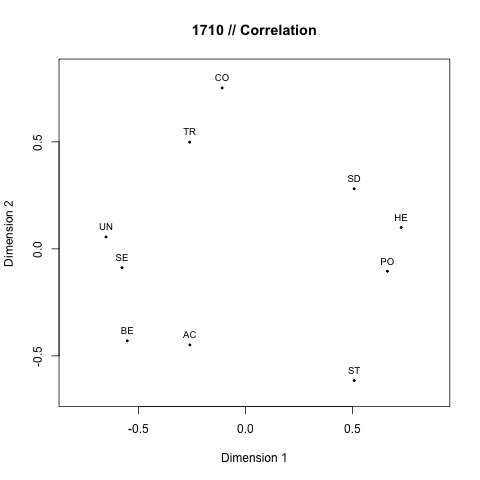 1710 // Correlation
CO
TR
SD
HE
UN
SE
PO
BE
AC
ST
Dimension 2
0.5
0.0
-0.5
-0.5
0.0
0.5
Dimension 1